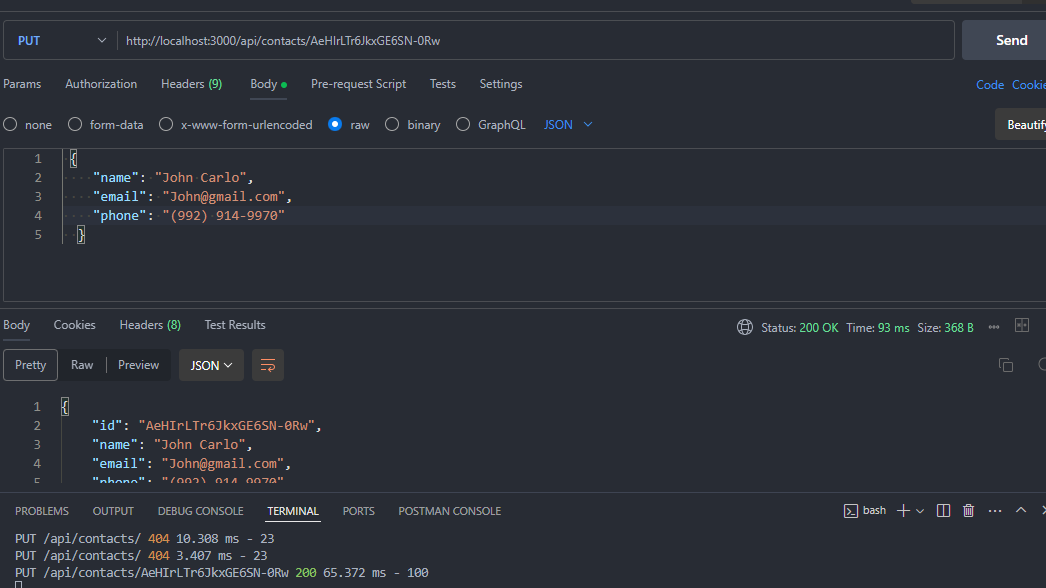 PUT http://localhost:3000/api/contacts/AeHIrLTr6JkxGE6SN-0Rw Send
Params Authorization Headers (9) Body Pre-request Script Tests Settings Code Cookie
none form-data x-www-form-urlencoded raw binary GraphQL JSON Beautify
1 {
2 "name": "John Carlo",
3 "email": "John@gmail.com",
4 "phone": "(992) 914-9970"
5 }
Body Cookies Headers (8) Test Results Status: 200 OK Time: 93 ms Size: 368 B
Pretty Raw Preview JSON
1 {
2 "id": "AeHIrLTr6JkxGE6SN-0Rw",
3 "name": "John Carlo",
4 "email": "John@gmail.com",
5 "phone": "(992) 914-9970"
PROBLEMS OUTPUT DEBUG CONSOLE TERMINAL PORTS POSTMAN CONSOLE bash
PUT /api/contacts/ 404 10.308 ms - 23
PUT /api/contacts/ 404 3.407 ms - 23
PUT /api/contacts/AeHIrLTr6JkxGE6SN-0Rw 200 65.372 ms - 100